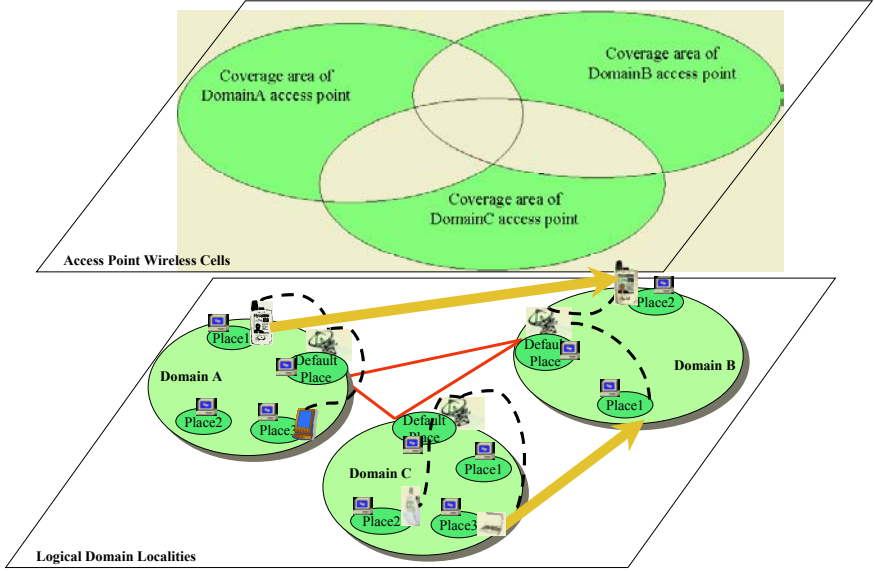 Coverage area of
DomainA access point
Coverage area of
DomainB access point
Coverage area of
DomainC access point
Access Point Wireless Cells
Place1
Domain A
Default
Place
Place2
Place3
Place2
Default
Place
Domain B
Place1
Default
Place
Domain C
Place1
Place2
Place3
Logical Domain Localities